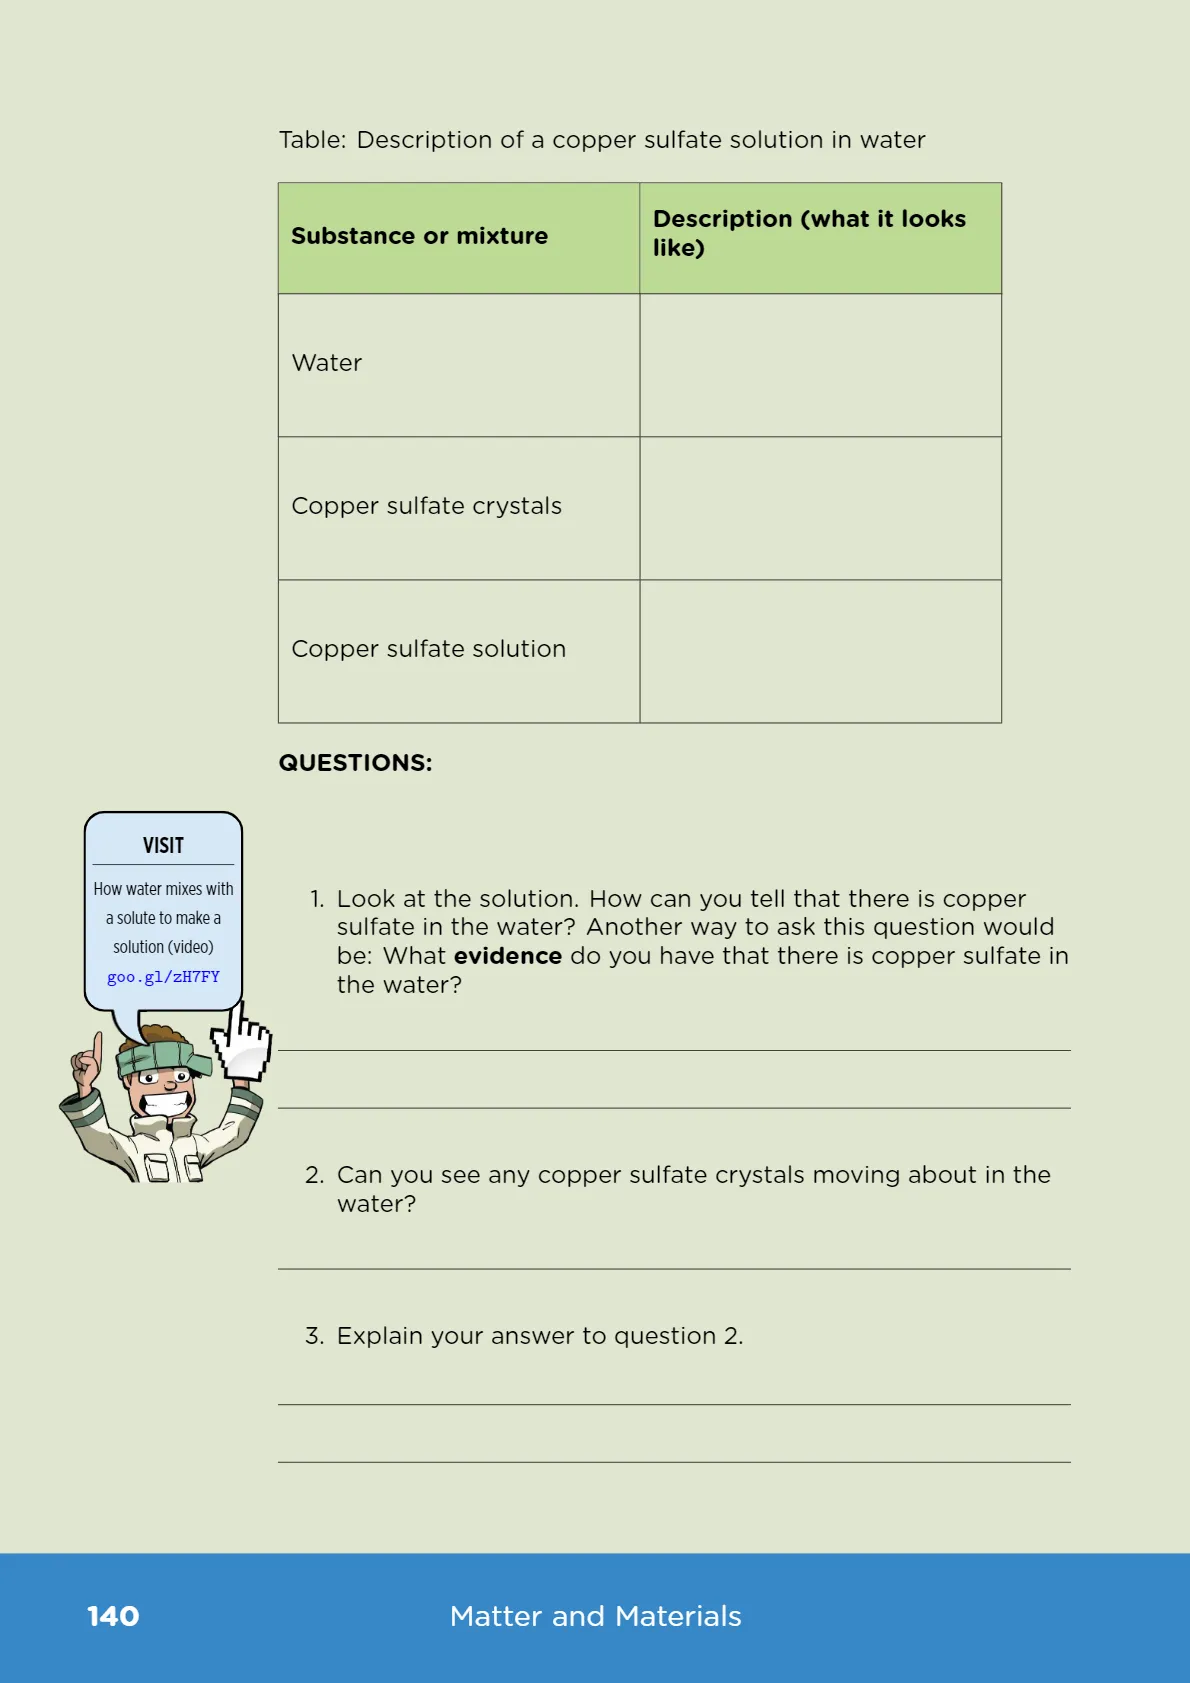 Table: Description of a copper sulfate solution in water
Substance or mixture
Description (what it looks
like)
Water
Copper sulfate crystals
Copper sulfate solution
QUESTIONS:
VISIT
How water mixes with
a solute to make a
solution (video)
goo.gl/zH7FY
1. Look at the solution. How can you tell that there is copper
sulfate in the water? Another way to ask this question would
be: What evidence do you have that there is copper sulfate in
the water?
2. Can you see any copper sulfate crystals moving about in the
water?
3. Explain your answer to question 2.
140
Matter and Materials